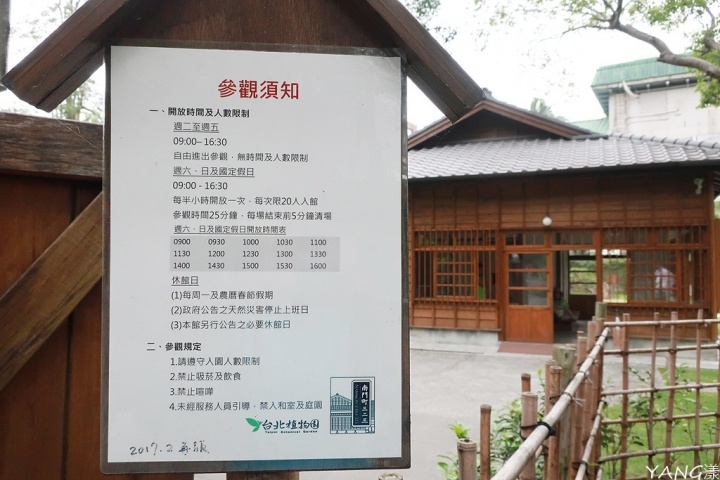 參觀須知
一、開放時間及人數限制
週二至週五
09:00– 16:30
自由進出參觀，無時間及人數限制
週六、日及國定假日
09:00 - 16:30
每半小時開放一次，每次限20人入館
參觀時間25分鐘，每場結束前5分鐘清場
週六、日及國定假日開放時間表
0900 0930 1000 1030 1100
1130 1200 1230 1300 1330
1400 1430 1500 1530 1600
休館日
(1)每周一及農曆春節假期
(2)政府公告之天然災害停止上班日
(3)本館另行公告之必要休館日
二、參觀規定
1.請遵守入園人數限制
2.禁止吸菸及飲食
3.禁止喧嘩
4.未經服務人員引導，禁入和室及庭園
台北植物園
Taipei Botanical Garden
南門町三二三
2017.2
YANG漾